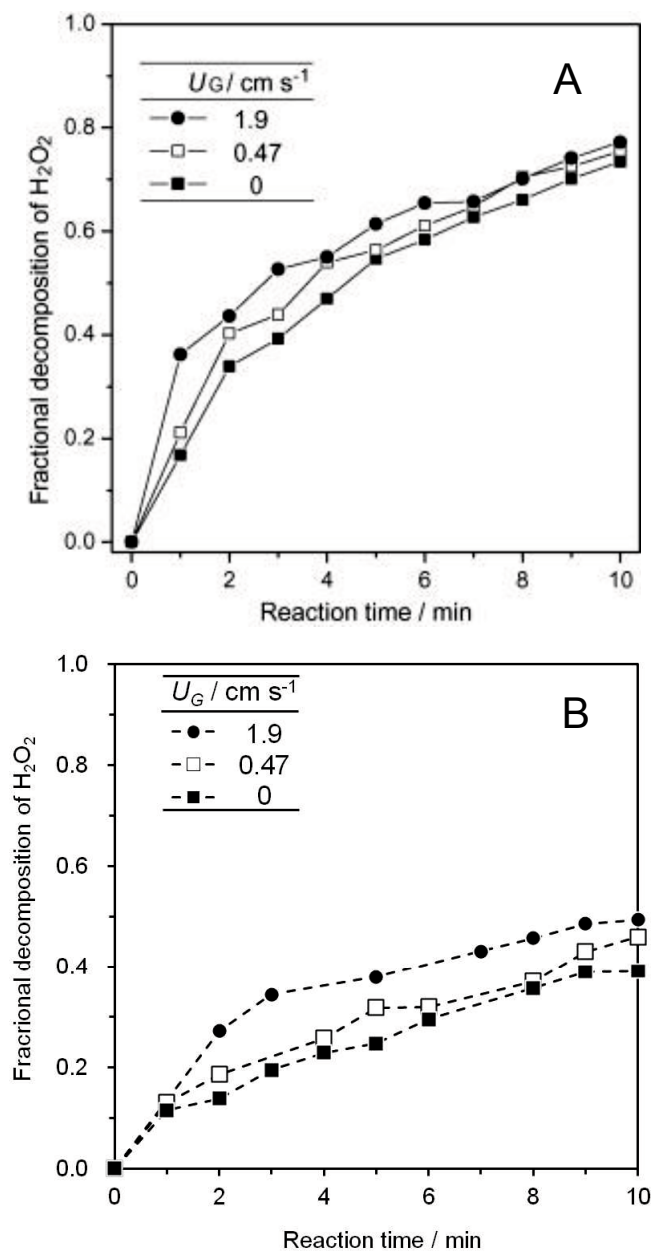 1.0
A
U_G / cm s⁻¹
1.9
0.47
0
0.8
0.6
0.4
0.2
0.0
Fractional decomposition of H₂O₂
0 2 4 6 8 10
Reaction time / min
1.0
B
U_G / cm s⁻¹
1.9
0.47
0
0.8
0.6
0.4
0.2
0.0
Fracrional decomposition of H₂O₂
0 2 4 6 8 10
Reaction time / min